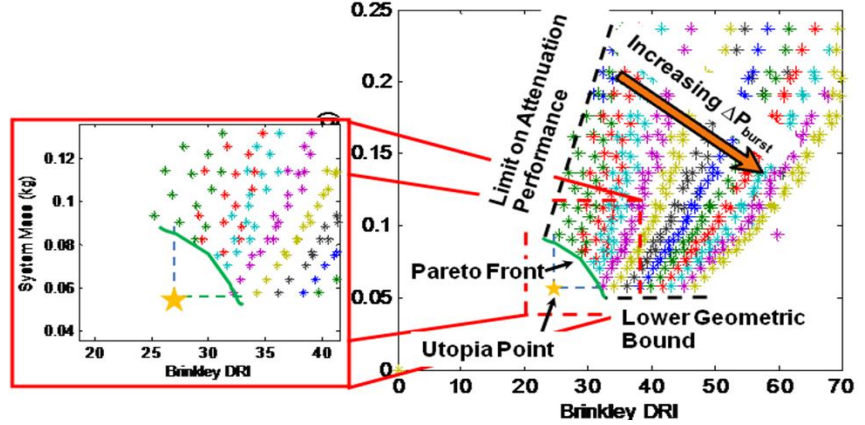 0.25
0.2
0.15
0.1
0.05
0
0
10
20
30
40
50
60
70
Brinkley DRI
Limit on Attenuation
Performance
Increasing ΔP_burst
Pareto Front
Utopia Point
Lower Geometric
Bound
0.12
0.1
0.08
0.06
0.04
System Mass (kg)
20
25
30
35
40
Brinkley DRI